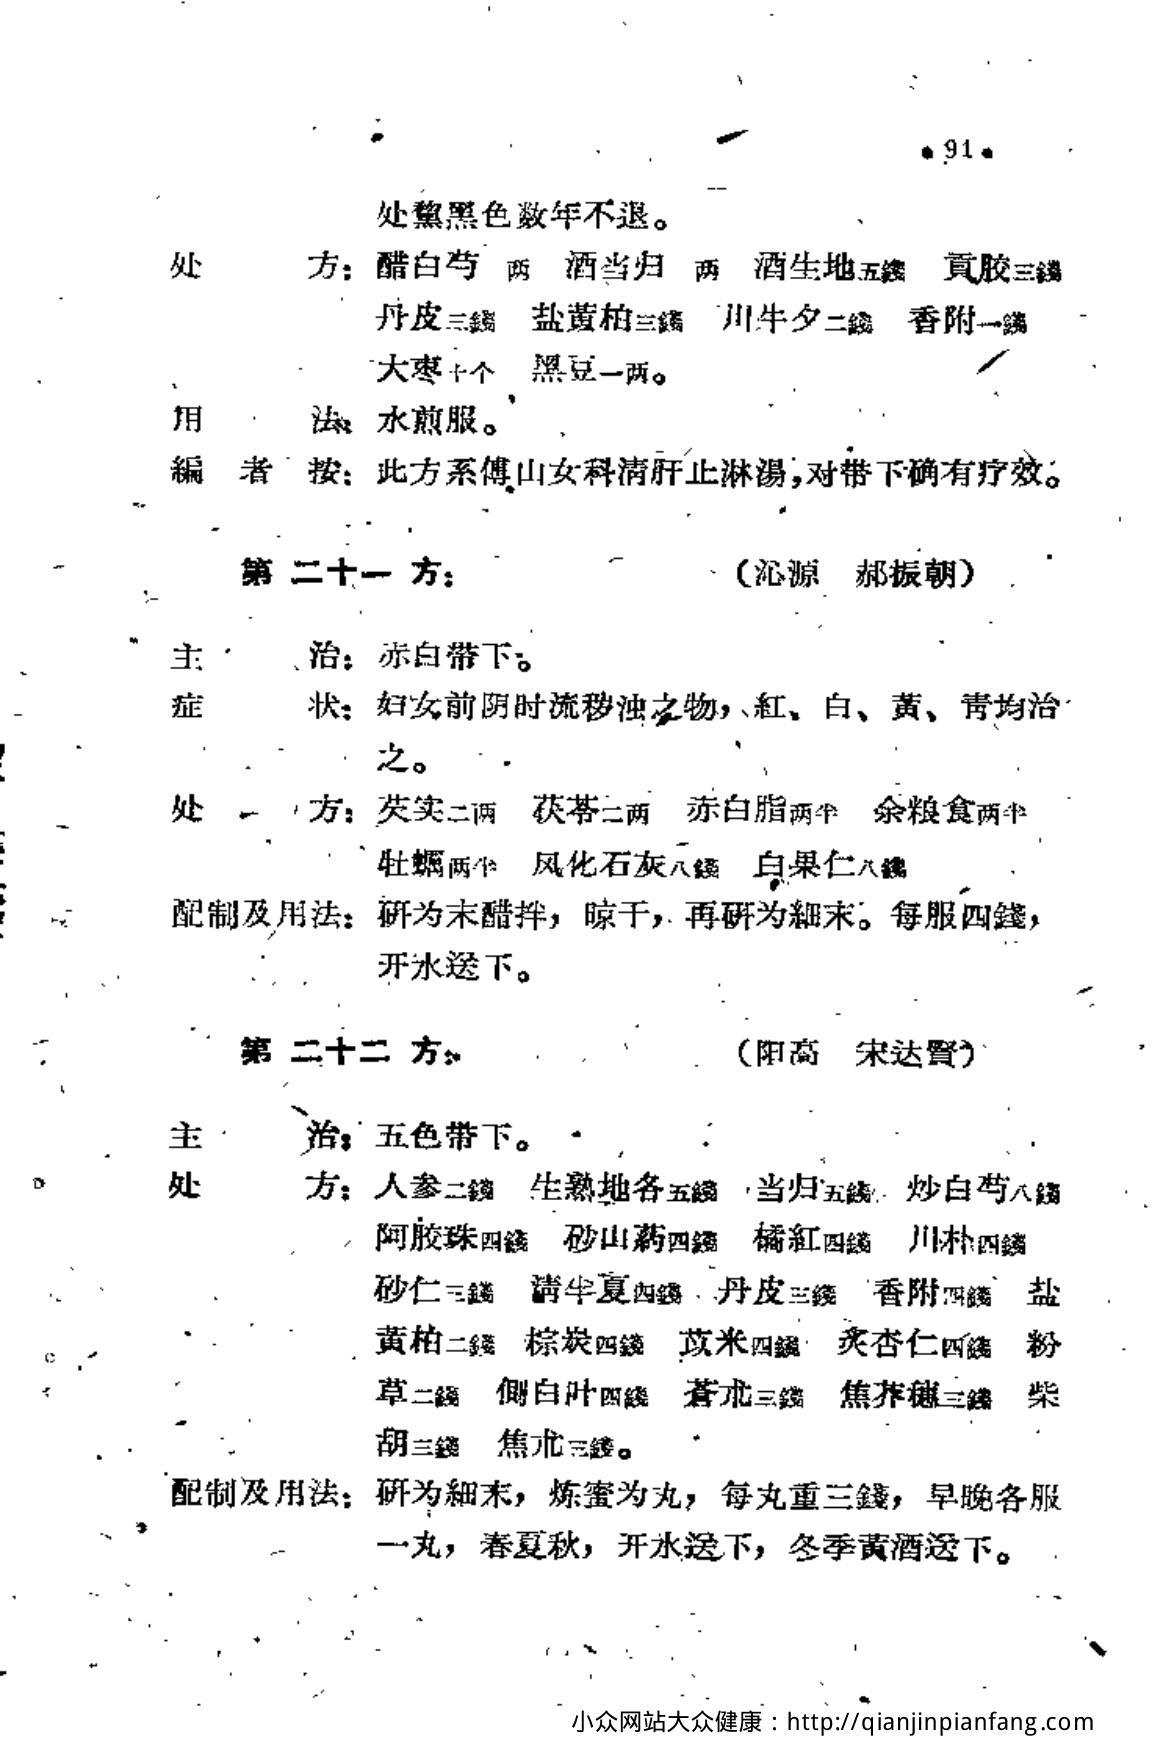 • 91 •
处黧黑色数年不退。
处 方：醋白芍 两 酒当归 两 酒生地五錢 貢胶三錢
丹皮三錢 盐黄柏三錢 川牛夕二錢 香附一錢
大枣十个 黑豆一两。
用 法：水煎服。
編 者 按：此方系傅山女科清肝止淋湯，对带下确有疗效。
第 二十一 方： （沁源 郝振朝）
主 治：赤白带下。
症 状：妇女前阴时流秽浊之物，紅、白、黃、靑均治
之。
处 方：芡实二两 茯苓二两 赤白脂两半 余粮食两半
牡蠣两半 风化石灰八錢 白果仁八錢
配制及用法：研为末醋拌，晾干，再研为細末。每服四錢，
开水送下。
第 二十二 方： （阳高 宋达賢）
主 治：五色带下。
处 方：人参二錢 生熟地各五錢 当归五錢 炒白芍八錢
阿胶珠四錢 砂山药四錢 橘紅四錢 川朴四錢
砂仁三錢 清半夏四錢 丹皮三錢 香附四錢 盐
黄柏二錢 棕炭四錢 苡米四錢 炙杏仁四錢 粉
草二錢 側白叶四錢 蒼朮三錢 焦芥穗三錢 柴
胡三錢 焦朮三錢。
配制及用法：研为細末，炼蜜为丸，每丸重三錢，早晚各服
一丸，春夏秋，开水送下，冬季黄酒送下。
小众网站大众健康：http://qianjinpianfang.com